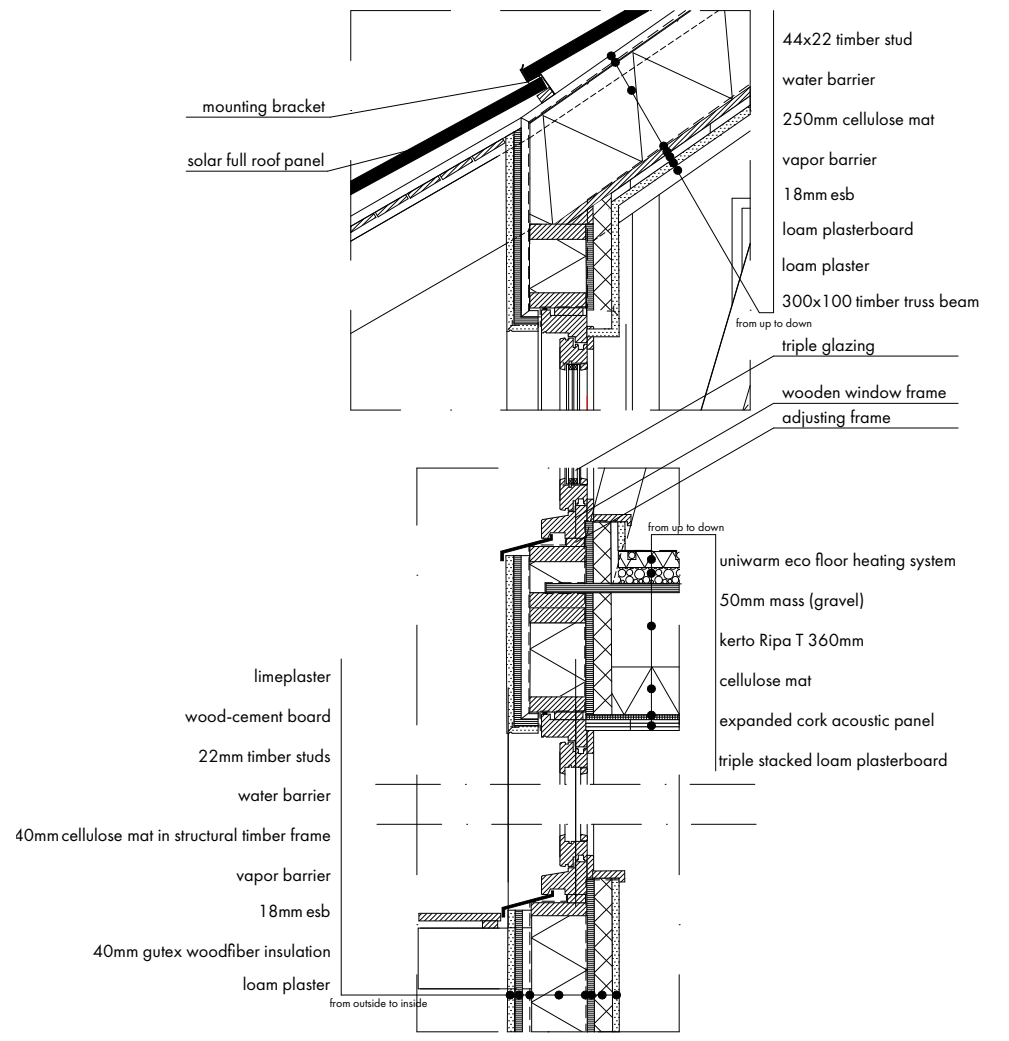 44x22 timber stud
water barrier
mounting bracket
250mm cellulose mat
solar full roof panel
vapor barrier
18mm esb
loam plasterboard
loam plaster
300x100 timber truss beam
from up to down
triple glazing
wooden window frame
adjusting frame
from up to down
uniwarm eco floor heating system
50mm mass (gravel)
kerto Ripa T 360mm
cellulose mat
expanded cork acoustic panel
triple stacked loam plasterboard
limeplaster
wood-cement board
22mm timber studs
water barrier
40mm cellulose mat in structural timber frame
vapor barrier
18mm esb
40mm gutex woodfiber insulation
loam plaster
from outside to inside